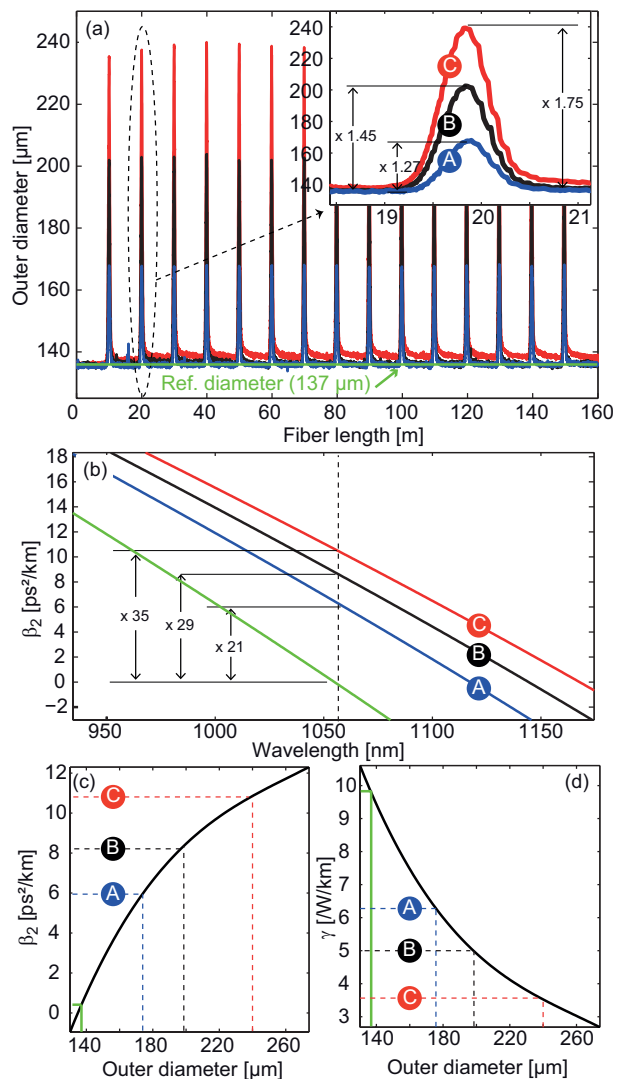 (a)
Outer diameter [µm]
240
220
200
180
160
140
0
20
40
60
80
100
120
140
160
Fiber length [m]
Ref. diameter (137 µm)
240
220
200
180
160
140
19
20
21
C
B
A
x 1.45
x 1.27
x 1.75
(b)
β₂ [ps²/km]
18
16
14
12
10
8
6
4
2
0
−2
950
1000
1050
1100
1150
Wavelength [nm]
x 35
x 29
x 21
C
B
A
(c)
β₂ [ps²/km]
12
10
8
6
4
2
0
140
180
220
260
Outer diameter [µm]
C
B
A
(d)
γ [/W/km]
10
9
8
7
6
5
4
3
140
180
220
260
Outer diameter [µm]
A
B
C